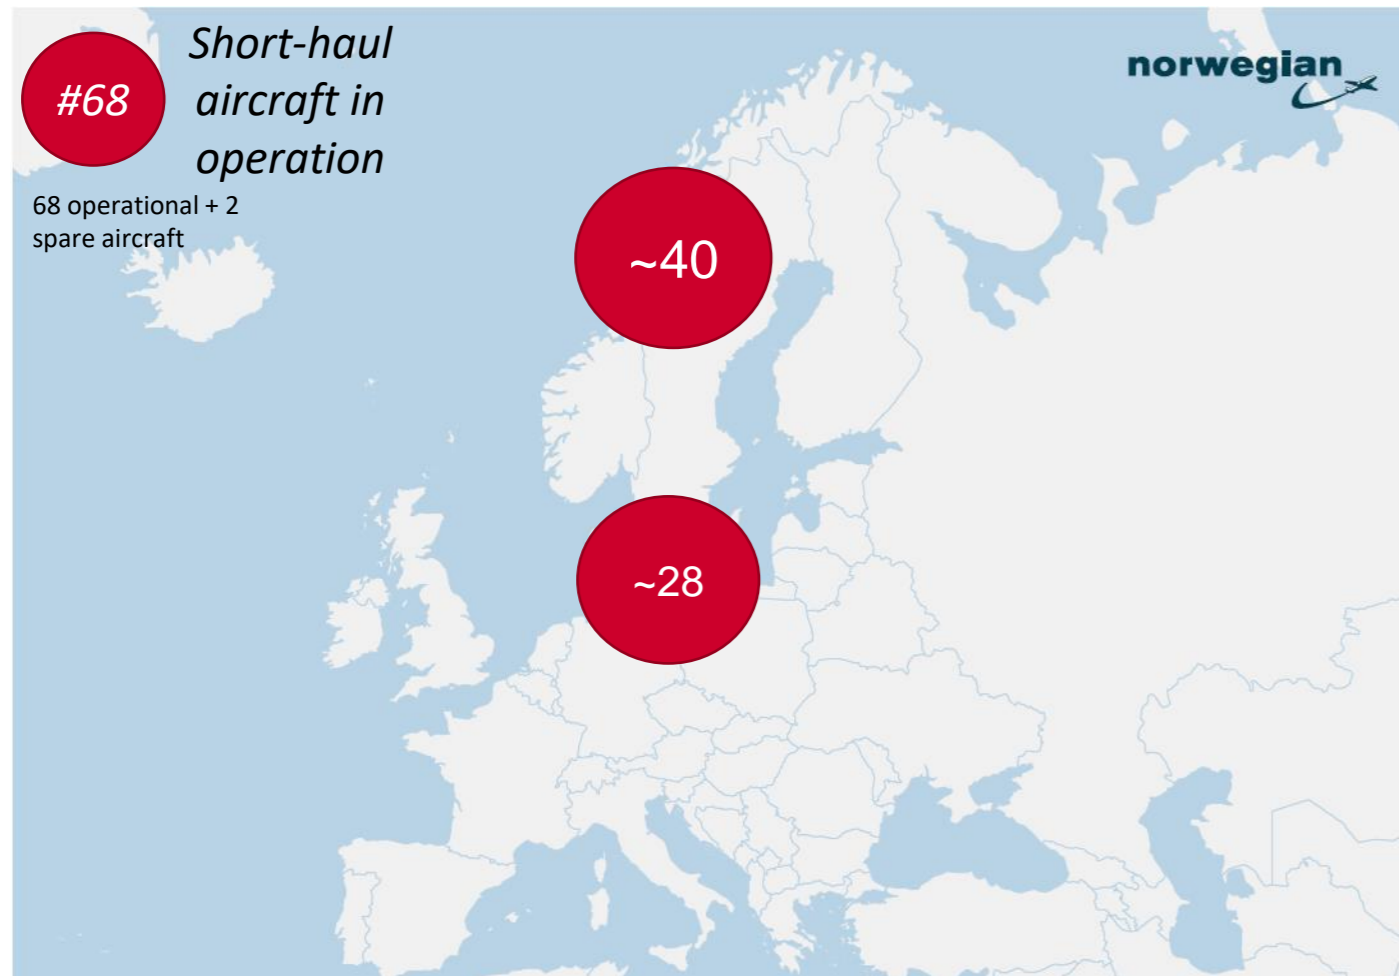 #68
Short-haul
aircraft in
operation
68 operational + 2
spare aircraft
norwegian
~40
~28